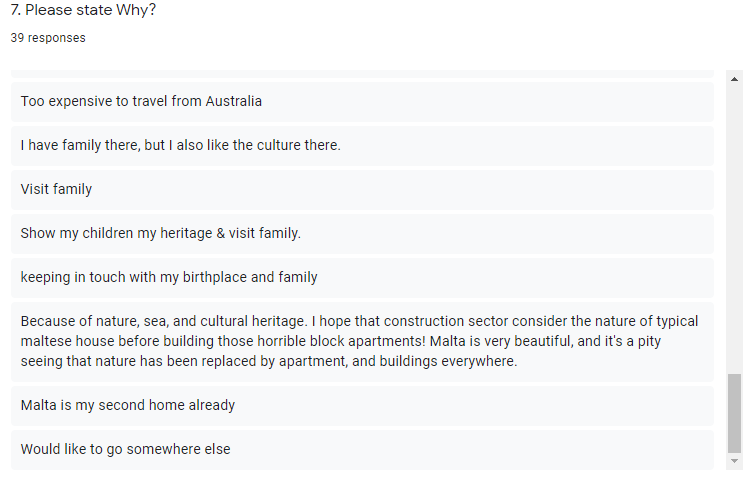 7. Please state Why?
39 responses
Too expensive to travel from Australia
I have family there, but I also like the culture there.
Visit family
Show my children my heritage & visit family.
keeping in touch with my birthplace and family
Because of nature, sea, and cultural heritage. I hope that construction sector consider the nature of typical
maltese house before building those horrible block apartments! Malta is very beautiful, and it's a pity
seeing that nature has been replaced by apartment, and buildings everywhere.
Malta is my second home already
Would like to go somewhere else